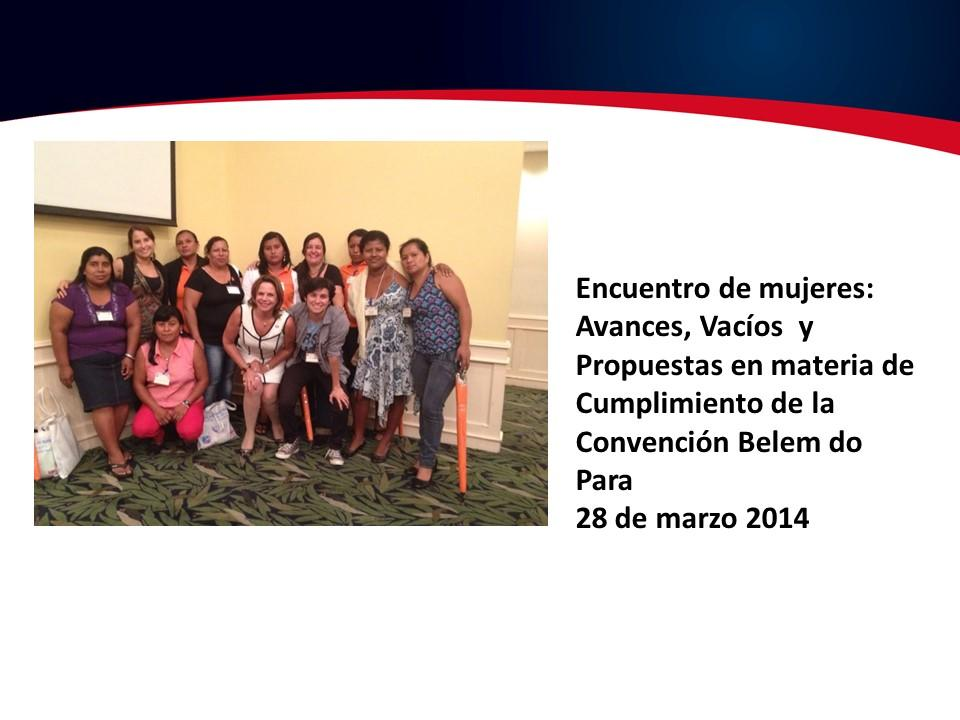 Encuentro de mujeres:
Avances, Vacíos  y
Propuestas en materia de
Cumplimiento de la
Convención Belem do
Para
28 de marzo 2014